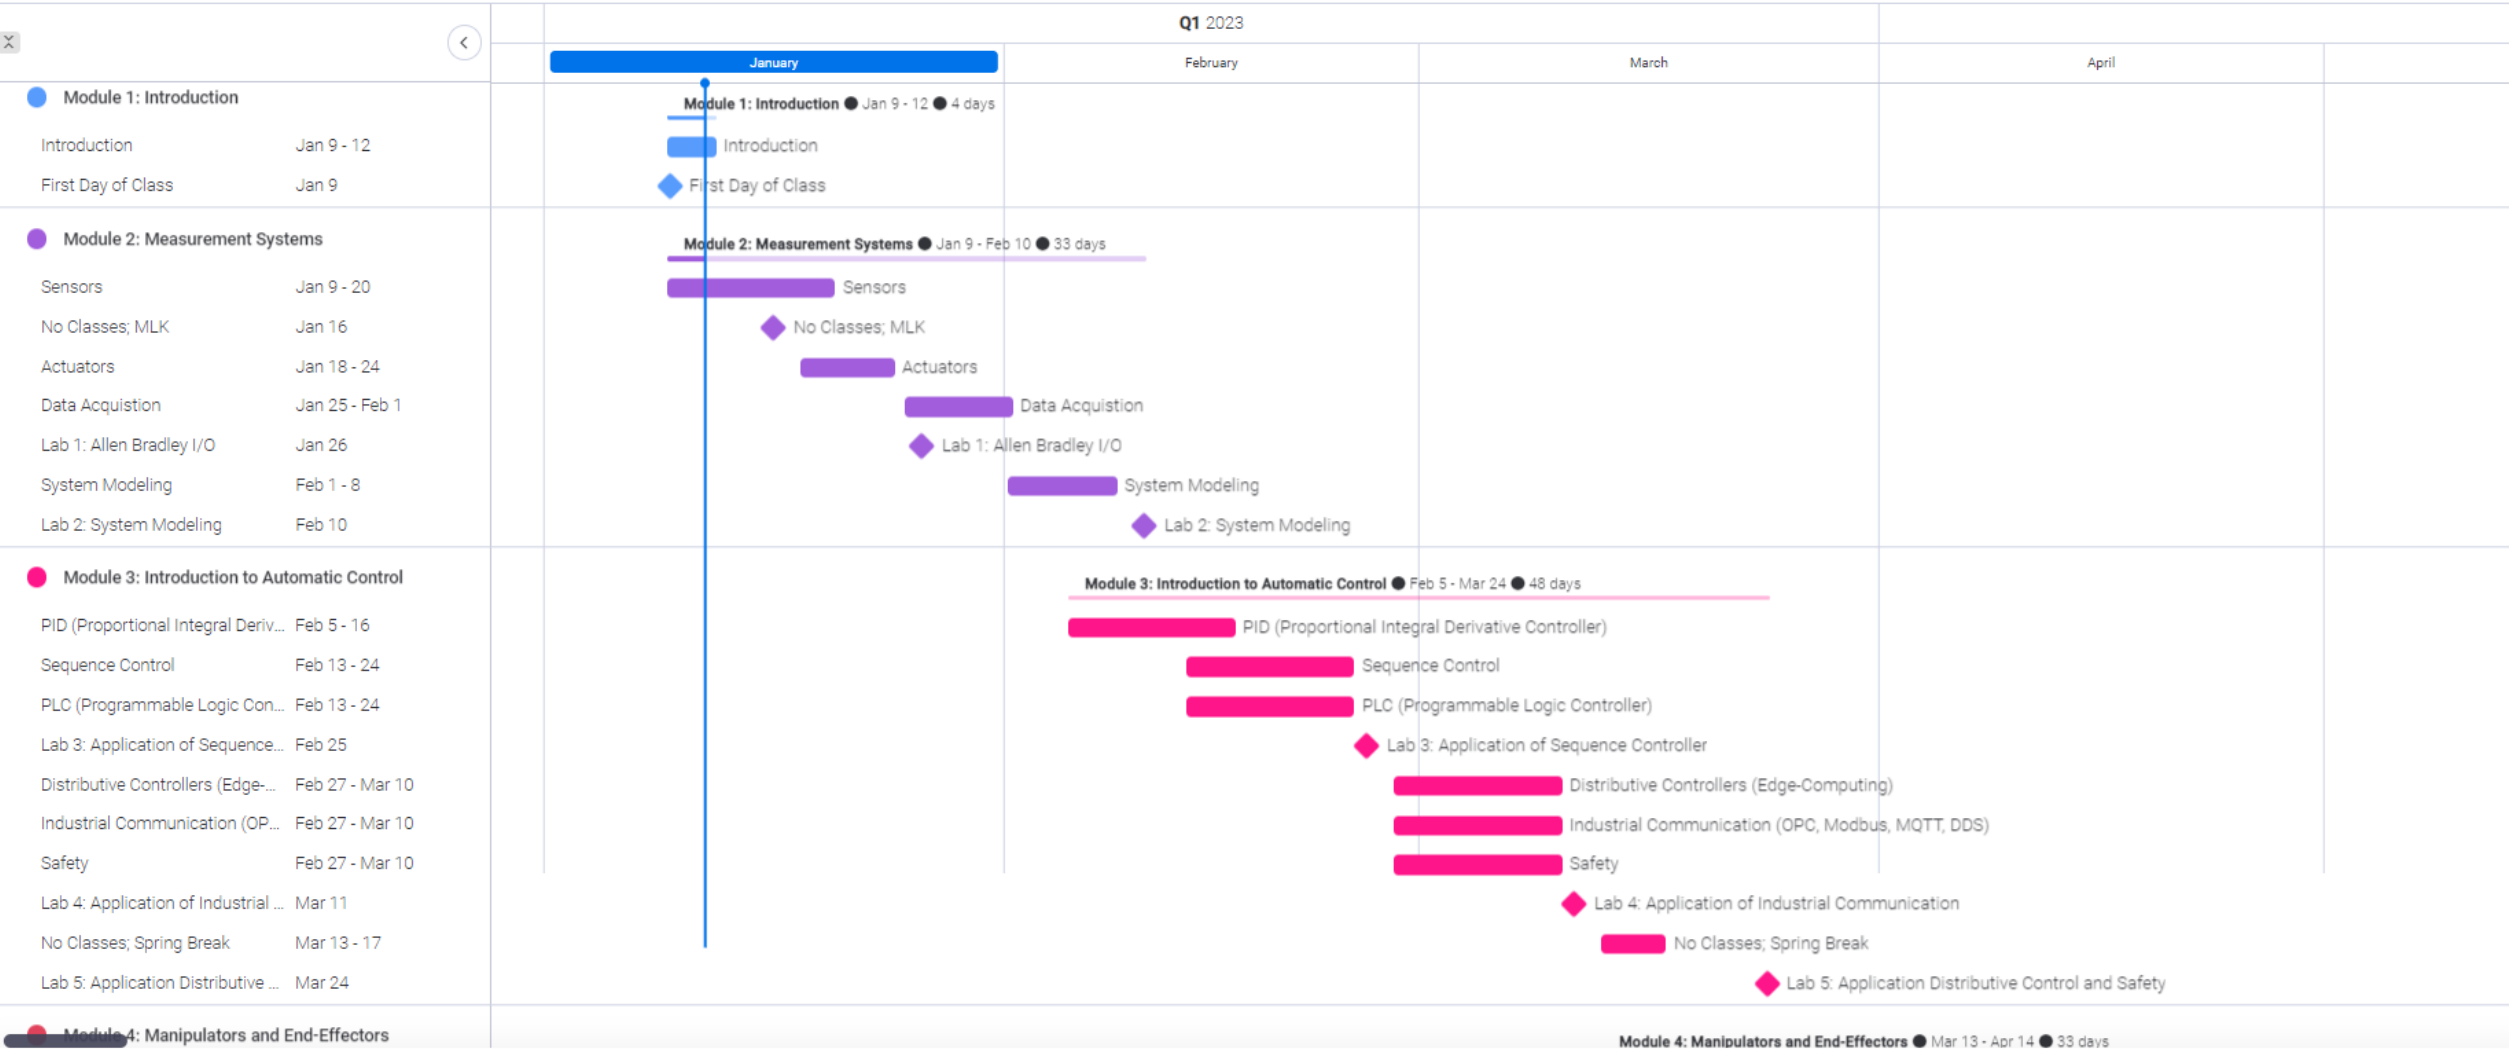 Q1 2023
January February March April
Module 1: Introduction
Module 1: Introduction ● Jan 9 - 12 ● 4 days
Introduction Jan 9 - 12 Introduction
First Day of Class Jan 9 First Day of Class
Module 2: Measurement Systems
Module 2: Measurement Systems ● Jan 9 - Feb 10 ● 33 days
Sensors Jan 9 - 20 Sensors
No Classes; MLK Jan 16 No Classes; MLK
Actuators Jan 18 - 24 Actuators
Data Acquistion Jan 25 - Feb 1 Data Acquistion
Lab 1: Allen Bradley I/O Jan 26 Lab 1: Allen Bradley I/O
System Modeling Feb 1 - 8 System Modeling
Lab 2: System Modeling Feb 10 Lab 2: System Modeling
Module 3: Introduction to Automatic Control
Module 3: Introduction to Automatic Control ● Feb 5 - Mar 24 ● 48 days
PID (Proportional Integral Deriv... Feb 5 - 16 PID (Proportional Integral Derivative Controller)
Sequence Control Feb 13 - 24 Sequence Control
PLC (Programmable Logic Con... Feb 13 - 24 PLC (Programmable Logic Controller)
Lab 3: Application of Sequence... Feb 25 Lab 3: Application of Sequence Controller
Distributive Controllers (Edge-... Feb 27 - Mar 10 Distributive Controllers (Edge-Computing)
Industrial Communication (OP... Feb 27 - Mar 10 Industrial Communication (OPC, Modbus, MQTT, DDS)
Safety Feb 27 - Mar 10 Safety
Lab 4: Application of Industrial ... Mar 11 Lab 4: Application of Industrial Communication
No Classes; Spring Break Mar 13 - 17 No Classes; Spring Break
Lab 5: Application Distributive ... Mar 24 Lab 5: Application Distributive Control and Safety
Module 4: Manipulators and End-Effectors
Module 4: Manipulators and End-Effectors ● Mar 13 - Apr 14 ● 33 days